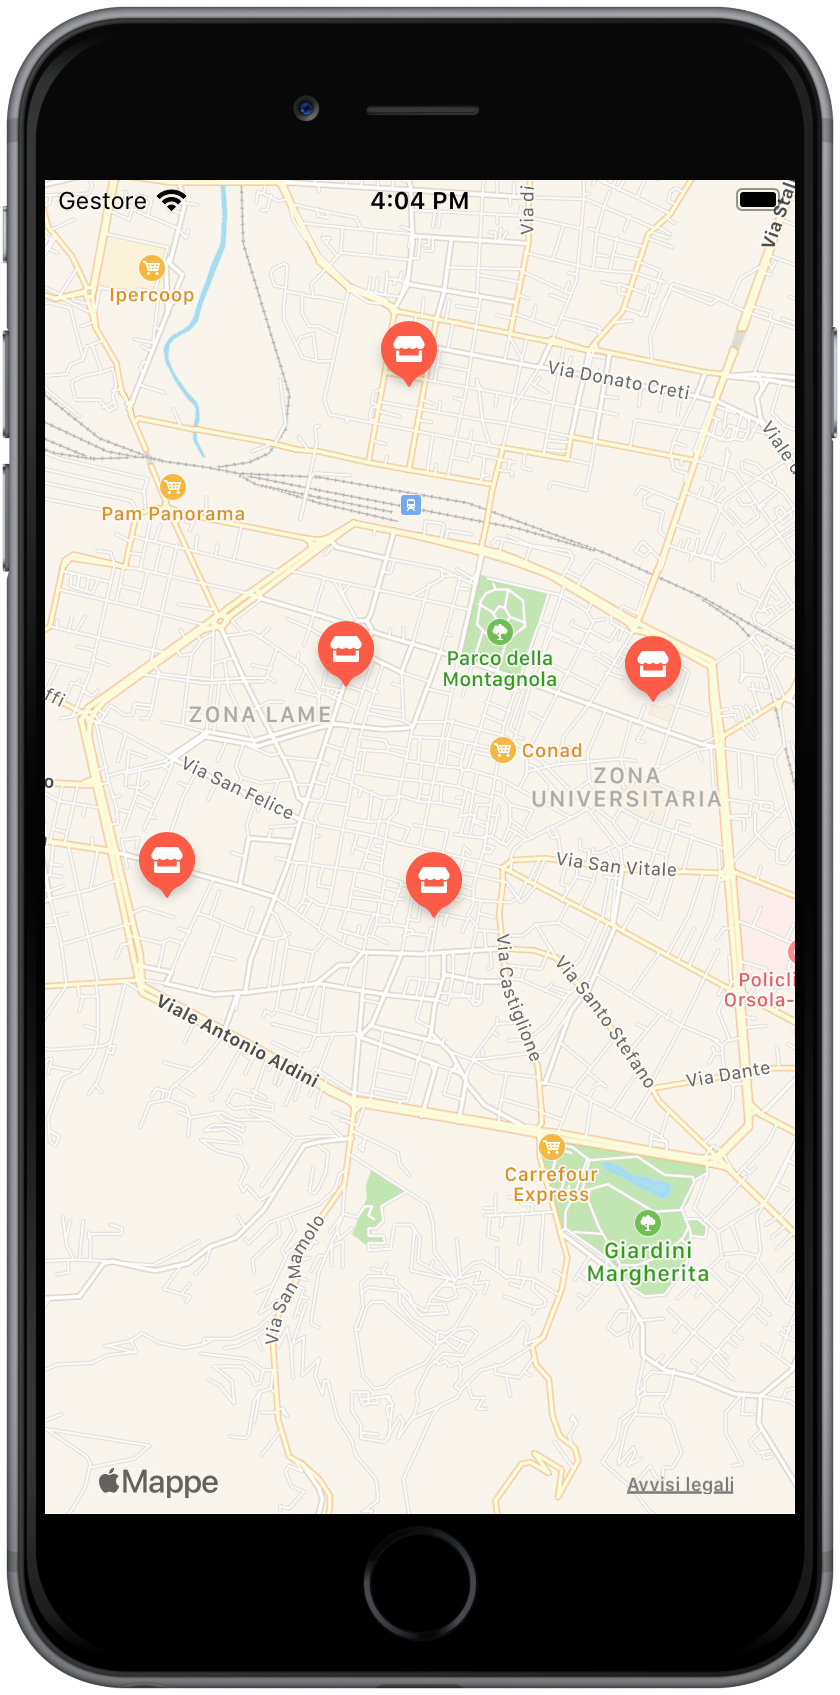 Gestore
4:04 PM
Via di
Via Stal
Ipercoop
Via Donato Creti
Viale
Pam Panorama
Parco della
Montagnola
ffi
ZONA LAME
Conad
ZONA
UNIVERSITARIA
o
Via San Felice
Via San Vitale
Via Castiglione
Via Santo Stefano
Policli
Orsola-
Viale Antonio Aldini
Via Dante
Carrefour
Express
Giardini
Margherita
Via San Mamolo
Mappe
Avvisi legali